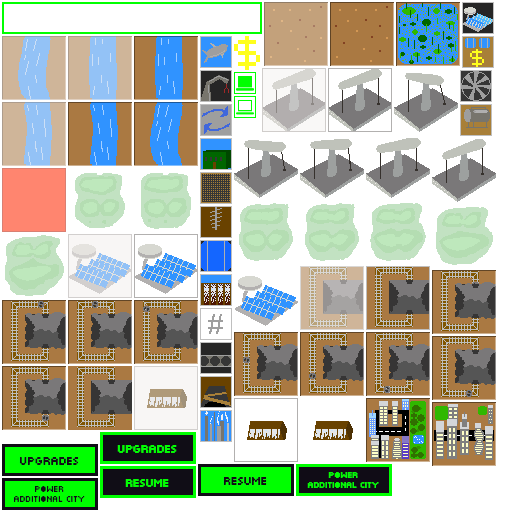 #
UPGRADES
UPGRADES
POWER
ADDITIONAL CITY
RESUME
RESUME
POWER
ADDITIONAL CITY